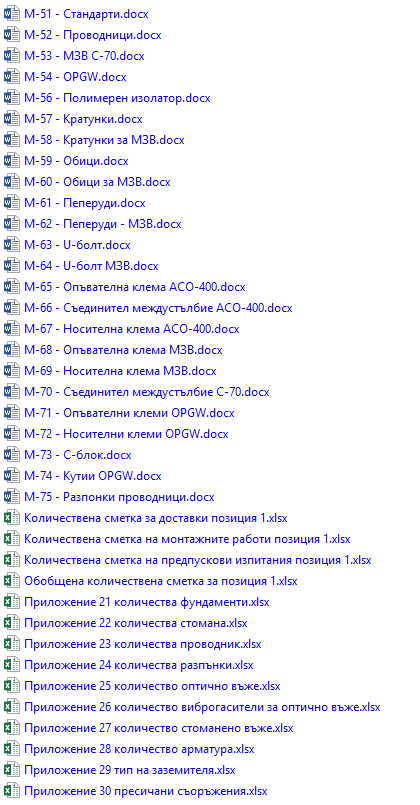 М-51 - Стандарти.docx
М-52 - Проводници.docx
М-53 - МЗВ С-70.docx
М-54 - OPGW.docx
М-56 - Полимерен изолатор.docx
М-57 - Кратунки.docx
М-58 - Кратунки за МЗВ.docx
М-59 - Обици.docx
М-60 - Обици за МЗВ.docx
М-61 - Пеперуди.docx
М-62 - Пеперуди - МЗВ.docx
М-63 - U-болт.docx
М-64 - U-болт МЗВ.docx
М-65 - Опъвателна клема АСО-400.docx
М-66 - Съединител междустълбие АСО-400.docx
М-67 - Носителна клема АСО-400.docx
М-68 - Опъвателна клема МЗВ.docx
М-69 - Носителна клема МЗВ.docx
М-70 - Съединител междустълбие С-70.docx
М-71 - Опъвателни клеми OPGW.docx
М-72 - Носителни клеми OPGW.docx
М-73 - С-блок.docx
М-74 - Кутии OPGW.docx
М-75 - Разпонки проводници.docx
Количествена сметка за доставки позиция 1.xlsx
Количествена сметка на монтажните работи позиция 1.xlsx
Количествена сметка на предпускови изпитания позиция 1.xlsx
Обобщена количествена сметка за позиция 1.xlsx
Приложение 21 количества фундаменти.xlsx
Приложение 22 количества стомана.xlsx
Приложение 23 количества проводник.xlsx
Приложение 24 количества разпънки.xlsx
Приложение 25 количество оптично въже.xlsx
Приложение 26 количество виброгасители за оптично въже.xlsx
Приложение 27 количество стоманено въже.xlsx
Приложение 28 количество арматура.xlsx
Приложение 29 тип на заземителя.xlsx
Приложение 30 пресичани съоръжения.xlsx